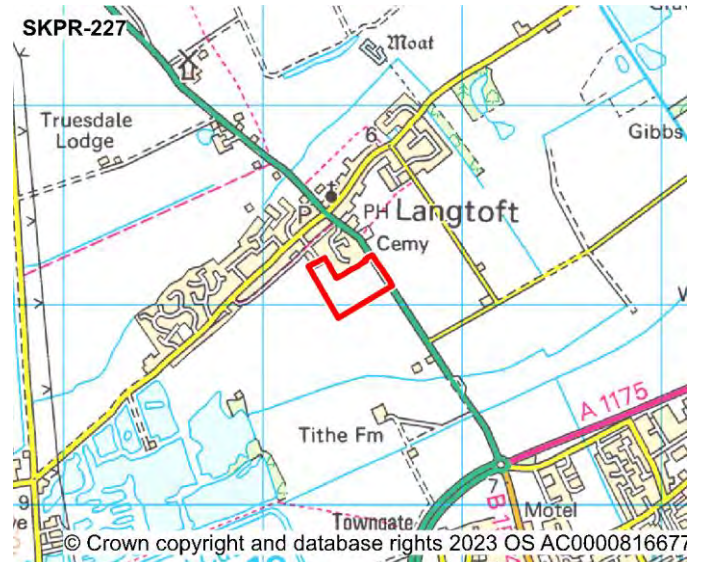 SKPR-227
Moat
Truesdale
Lodge
6
Gibbs
P
PH
Langtoft
Cemy
A 1175
Tithe Fm
9
Motel
Towngate
© Crown copyright and database rights 2023 OS AC0000816677